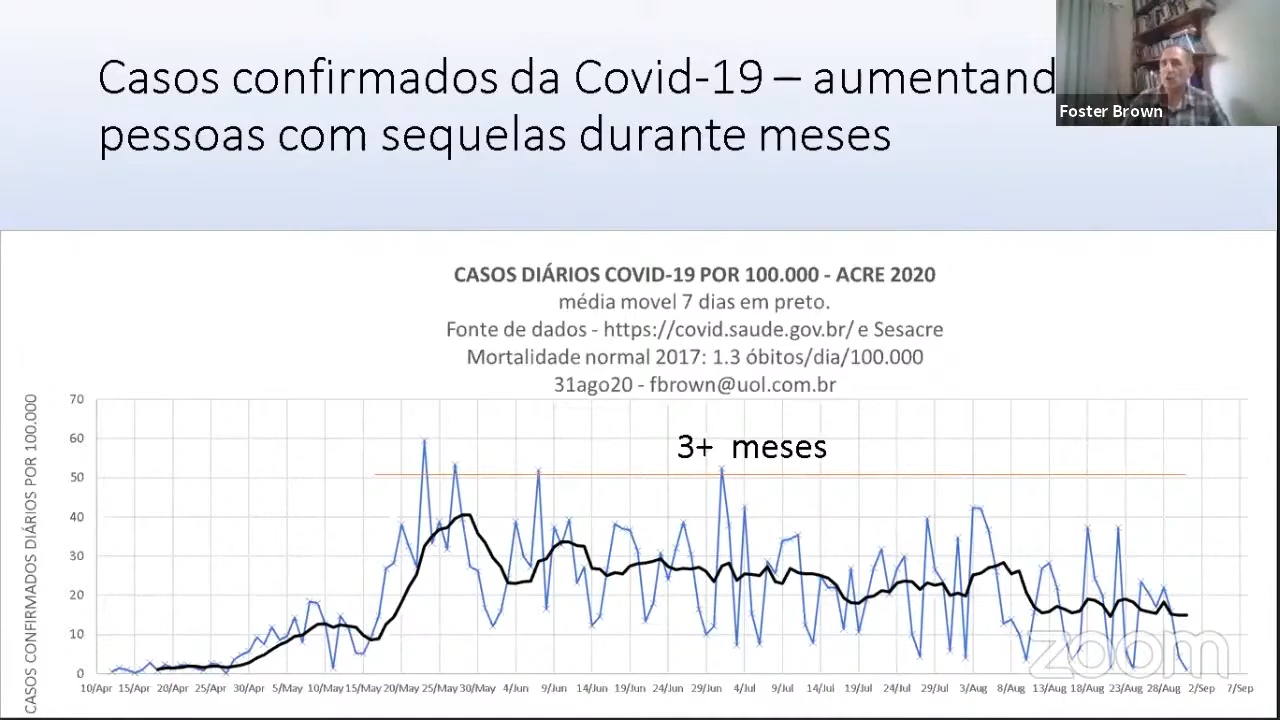 Casos confirmados da Covid-19 – aumentand
pessoas com sequelas durante meses
Foster Brown
CASOS DIÁRIOS COVID-19 POR 100.000 - ACRE 2020
média movel 7 dias em preto.
Fonte de dados - https://covid.saude.gov.br/ e Sesacre
Mortalidade normal 2017: 1.3 óbitos/dia/100.000
31ago20 - fbrown@uol.com.br
CASOS CONFIRMADOS DIÁRIOS POR 100.000
70
60
50
40
30
20
10
0
3+ meses
10/Apr 15/Apr 20/Apr 25/Apr 30/Apr 5/May 10/May 15/May 20/May 25/May 30/May 4/Jun 9/Jun 14/Jun 19/Jun 24/Jun 29/Jun 4/Jul 9/Jul 14/Jul 19/Jul 24/Jul 29/Jul 3/Aug 8/Aug 13/Aug 18/Aug 23/Aug 28/Aug 2/Sep 7/Sep
zoom